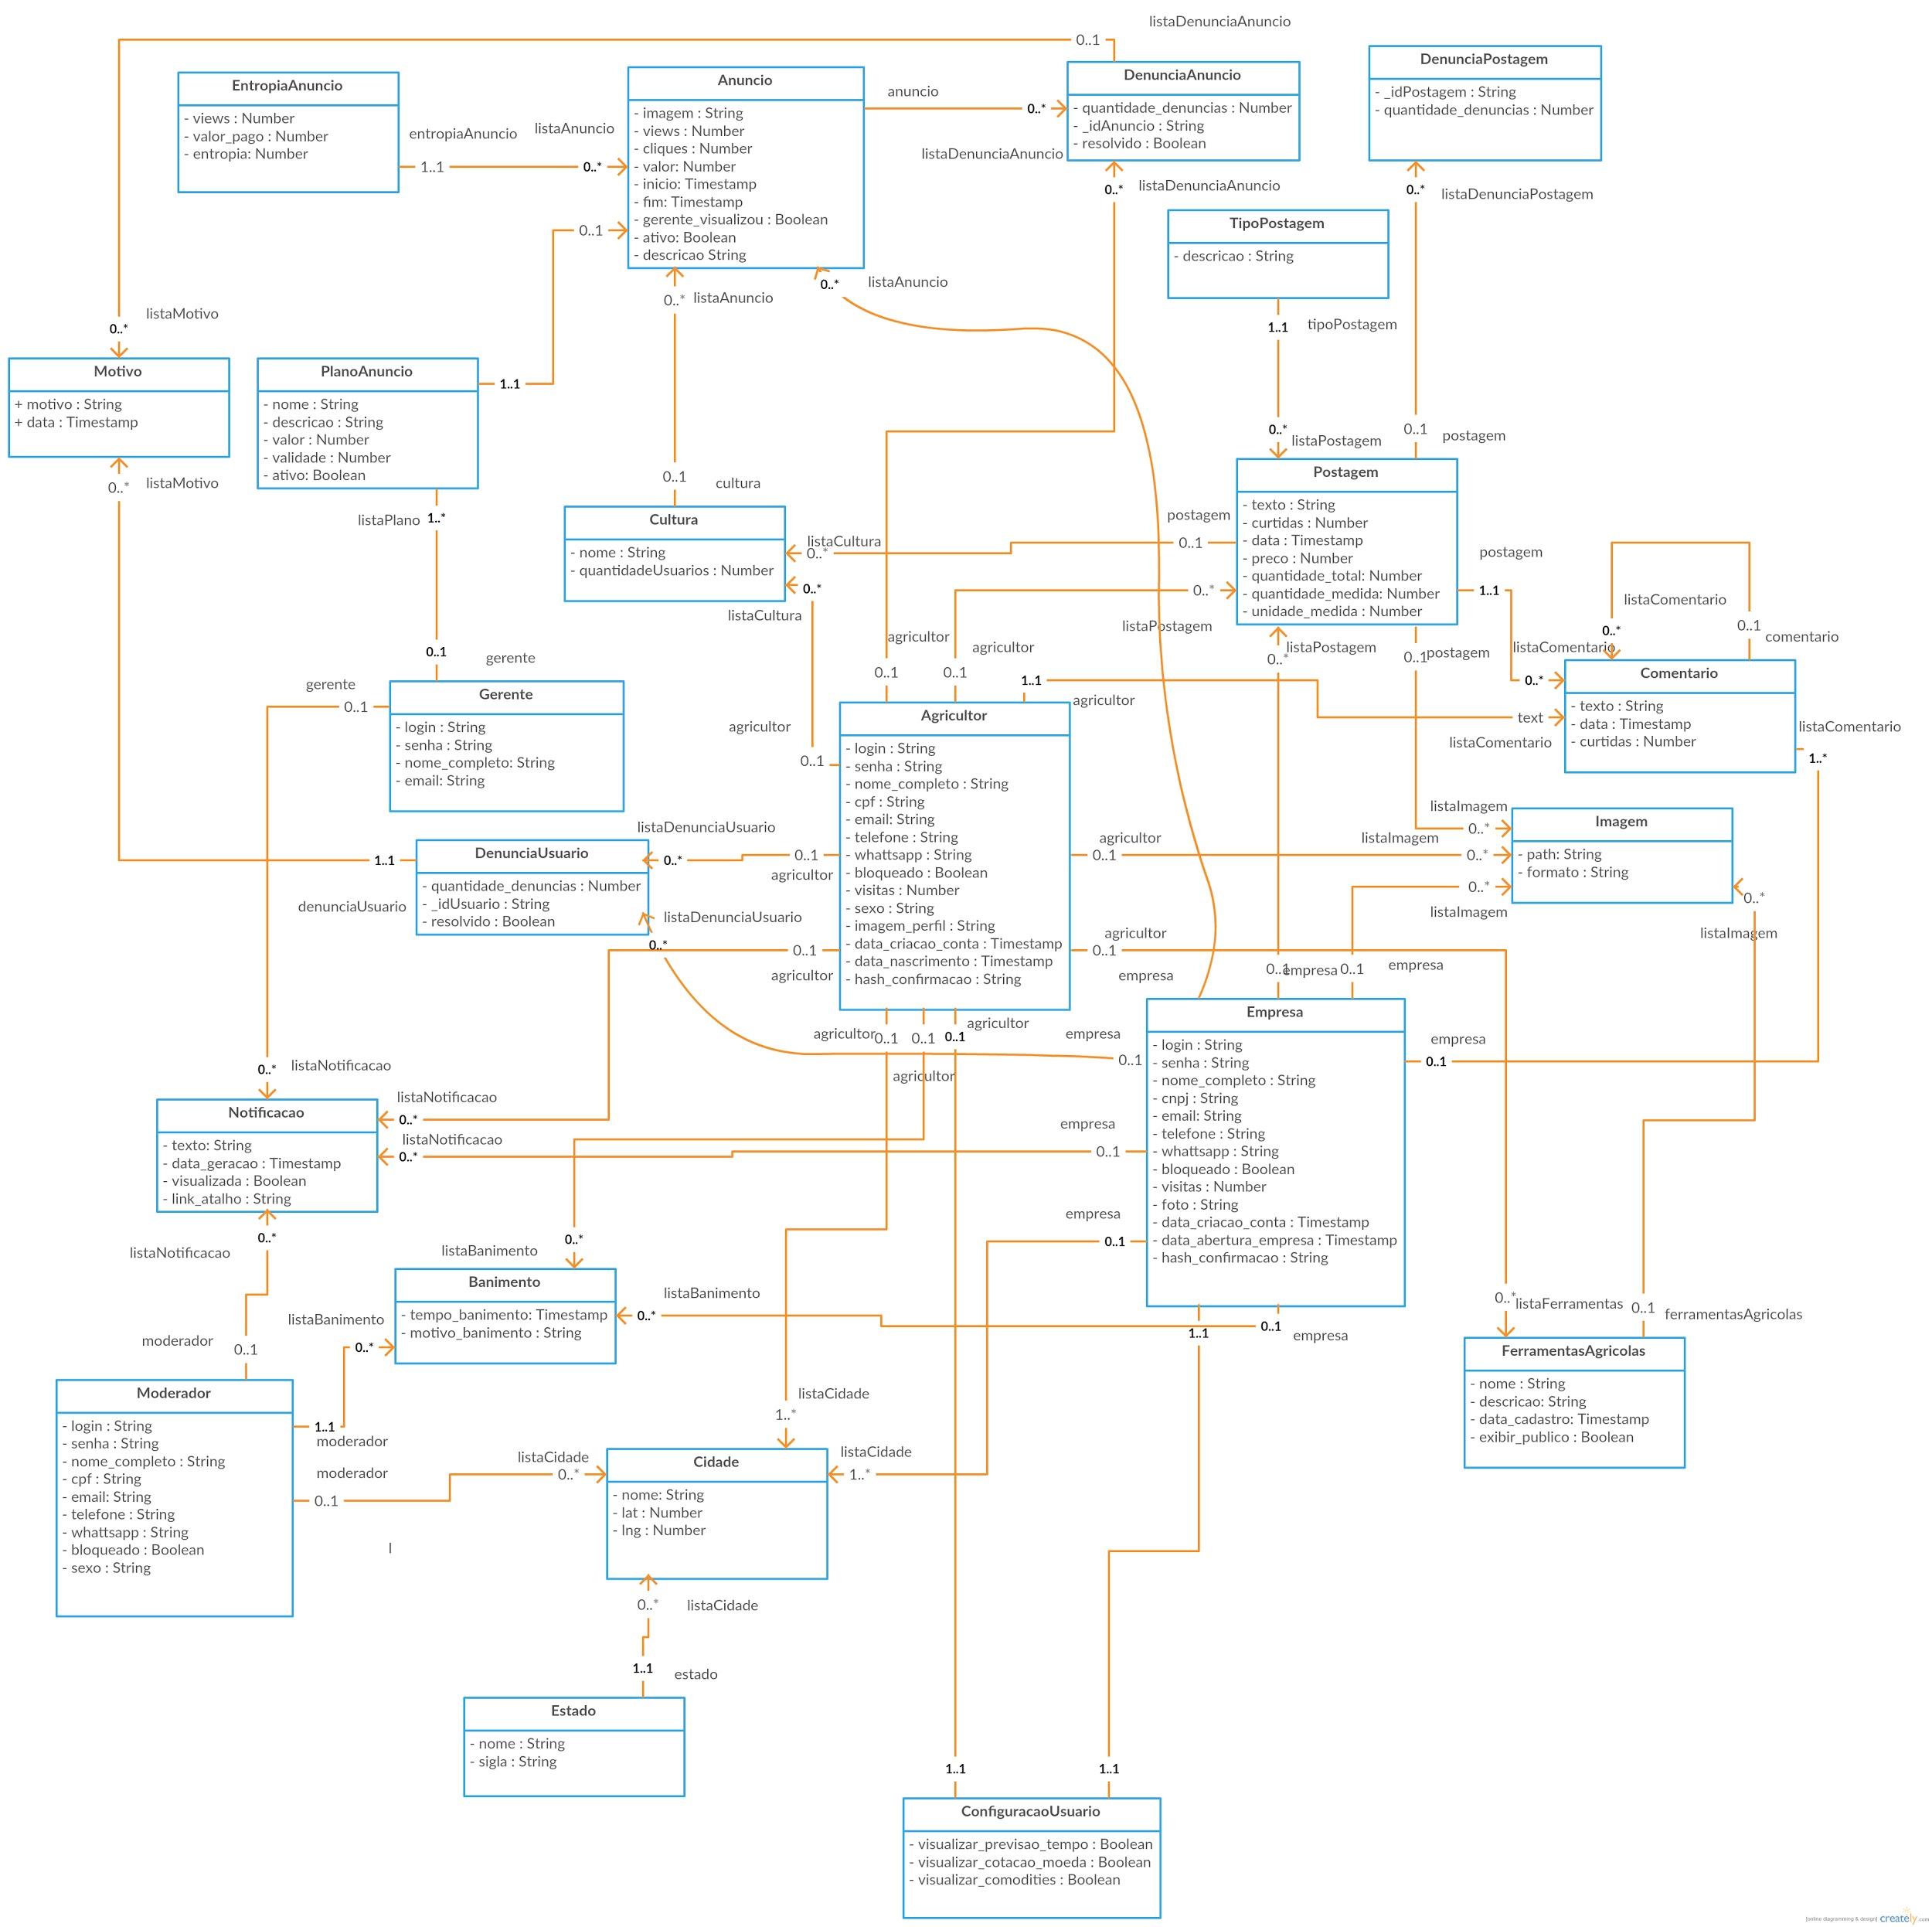 listaDenunciaAnuncio
0..1
EntropiaAnuncio
- views : Number
- valor_pago : Number
- entropia: Number
entropiaAnuncio
listaAnuncio
1..1
0..*
Anuncio
- imagem : String
- views : Number
- cliques : Number
- valor: Number
- inicio: Timestamp
- fim: Timestamp
- gerente_visualizou : Boolean
- ativo: Boolean
- descricao String
0..1
anuncio
0..*
DenunciaAnuncio
- quantidade_denuncias : Number
- _idAnuncio : String
- resolvido : Boolean
listaDenunciaAnuncio
0..*
listaDenunciaAnuncio
DenunciaPostagem
- _idPostagem : String
- quantidade_denuncias : Number
0..*
listaDenunciaPostagem
TipoPostagem
- descricao : String
1..1
tipoPostagem
0..*
listaAnuncio
0..*
listaAnuncio
listaMotivo
0..*
Motivo
+ motivo : String
+ data : Timestamp
0..*
listaMotivo
PlanoAnuncio
- nome : String
- descricao : String
- valor : Number
- validade : Number
- ativo: Boolean
1..1
listaPlano
1..*
0..1
gerente
0..1
cultura
Cultura
- nome : String
- quantidadeUsuarios : Number
listaCultura
0..*
0..*
listaCultura
0..*
listaPostagem
0..1
postagem
Postagem
- texto : String
- curtidas : Number
- data : Timestamp
- preco : Number
- quantidade_total: Number
- quantidade_medida: Number
- unidade_medida : Number
postagem
0..1
0..*
listaPostagem
0..*
listaPostagem
0..1
postagem
postagem
1..1
listaComentario
0..*
listaComentario
0..*
0..1
comentario
Comentario
- texto : String
- data : Timestamp
- curtidas : Number
text
listaComentario
listaComentario
1..*
gerente
0..1
Gerente
- login : String
- senha : String
- nome_completo: String
- email: String
agricultor
0..1
agricultor
0..1
agricultor
0..1
1..1
agricultor
Agricultor
- login : String
- senha : String
- nome_completo : String
- cpf : String
- email: String
- telefone : String
- whattsapp : String
- bloqueado : Boolean
- visitas : Number
- sexo : String
- imagem_perfil : String
- data_criacao_conta : Timestamp
- data_nascimento : Timestamp
- hash_confirmacao : String
listaImagem
0..*
listaImagem
0..*
0..*
listaImagem
Imagem
- path: String
- formato : String
0..*
listaImagem
1..1
denunciaUsuario
DenunciaUsuario
- quantidade_denuncias : Number
- _idUsuario : String
- resolvido : Boolean
listaDenunciaUsuario
0..*
0..1
agricultor
listaDenunciaUsuario
0..*
0..1
agricultor
agricultor
0..1
agricultor
0..1
empresa
0..1
empresa
0..1
empresa
agricultor
0..1
0..1
0..1
agricultor
agricultor
empresa
0..1
Empresa
- login : String
- senha : String
- nome_completo : String
- cnpj : String
- email: String
- telefone : String
- whattsapp : String
- bloqueado : Boolean
- visitas : Number
- foto : String
- data_criacao_conta : Timestamp
- data_abertura_empresa : Timestamp
- hash_confirmacao : String
empresa
0..1
0..*
listaNotificacao
Notificacao
- texto: String
- data_geracao : Timestamp
- visualizada : Boolean
- link_atalho : String
listaNotificacao
0..*
listaNotificacao
0..*
empresa
0..1
empresa
0..1
0..*
listaNotificacao
listaBanimento
0..*
Banimento
- tempo_banimento: Timestamp
- motivo_banimento : String
listaBanimento
0..*
listaBanimento
0..*
1..1
0..1
empresa
0..*
listaFerramentas
0..1
ferramentasAgricolas
FerramentasAgricolas
- nome : String
- descricao: String
- data_cadastro: Timestamp
- exibir_publico : Boolean
moderador
0..1
Moderador
- login : String
- senha : String
- nome_completo : String
- cpf : String
- email: String
- telefone : String
- whattsapp : String
- bloqueado : Boolean
- sexo : String
1..1
moderador
moderador
0..1
l
listaCidade
1..*
listaCidade
0..*
listaCidade
1..*
Cidade
- nome: String
- lat : Number
- lng : Number
0..*
listaCidade
1..1
estado
Estado
- nome : String
- sigla : String
1..1
1..1
ConfiguracaoUsuario
- visualizar_previsao_tempo : Boolean
- visualizar_cotacao_moeda : Boolean
- visualizar_comodities : Boolean
[online diagramming & design] creately.com